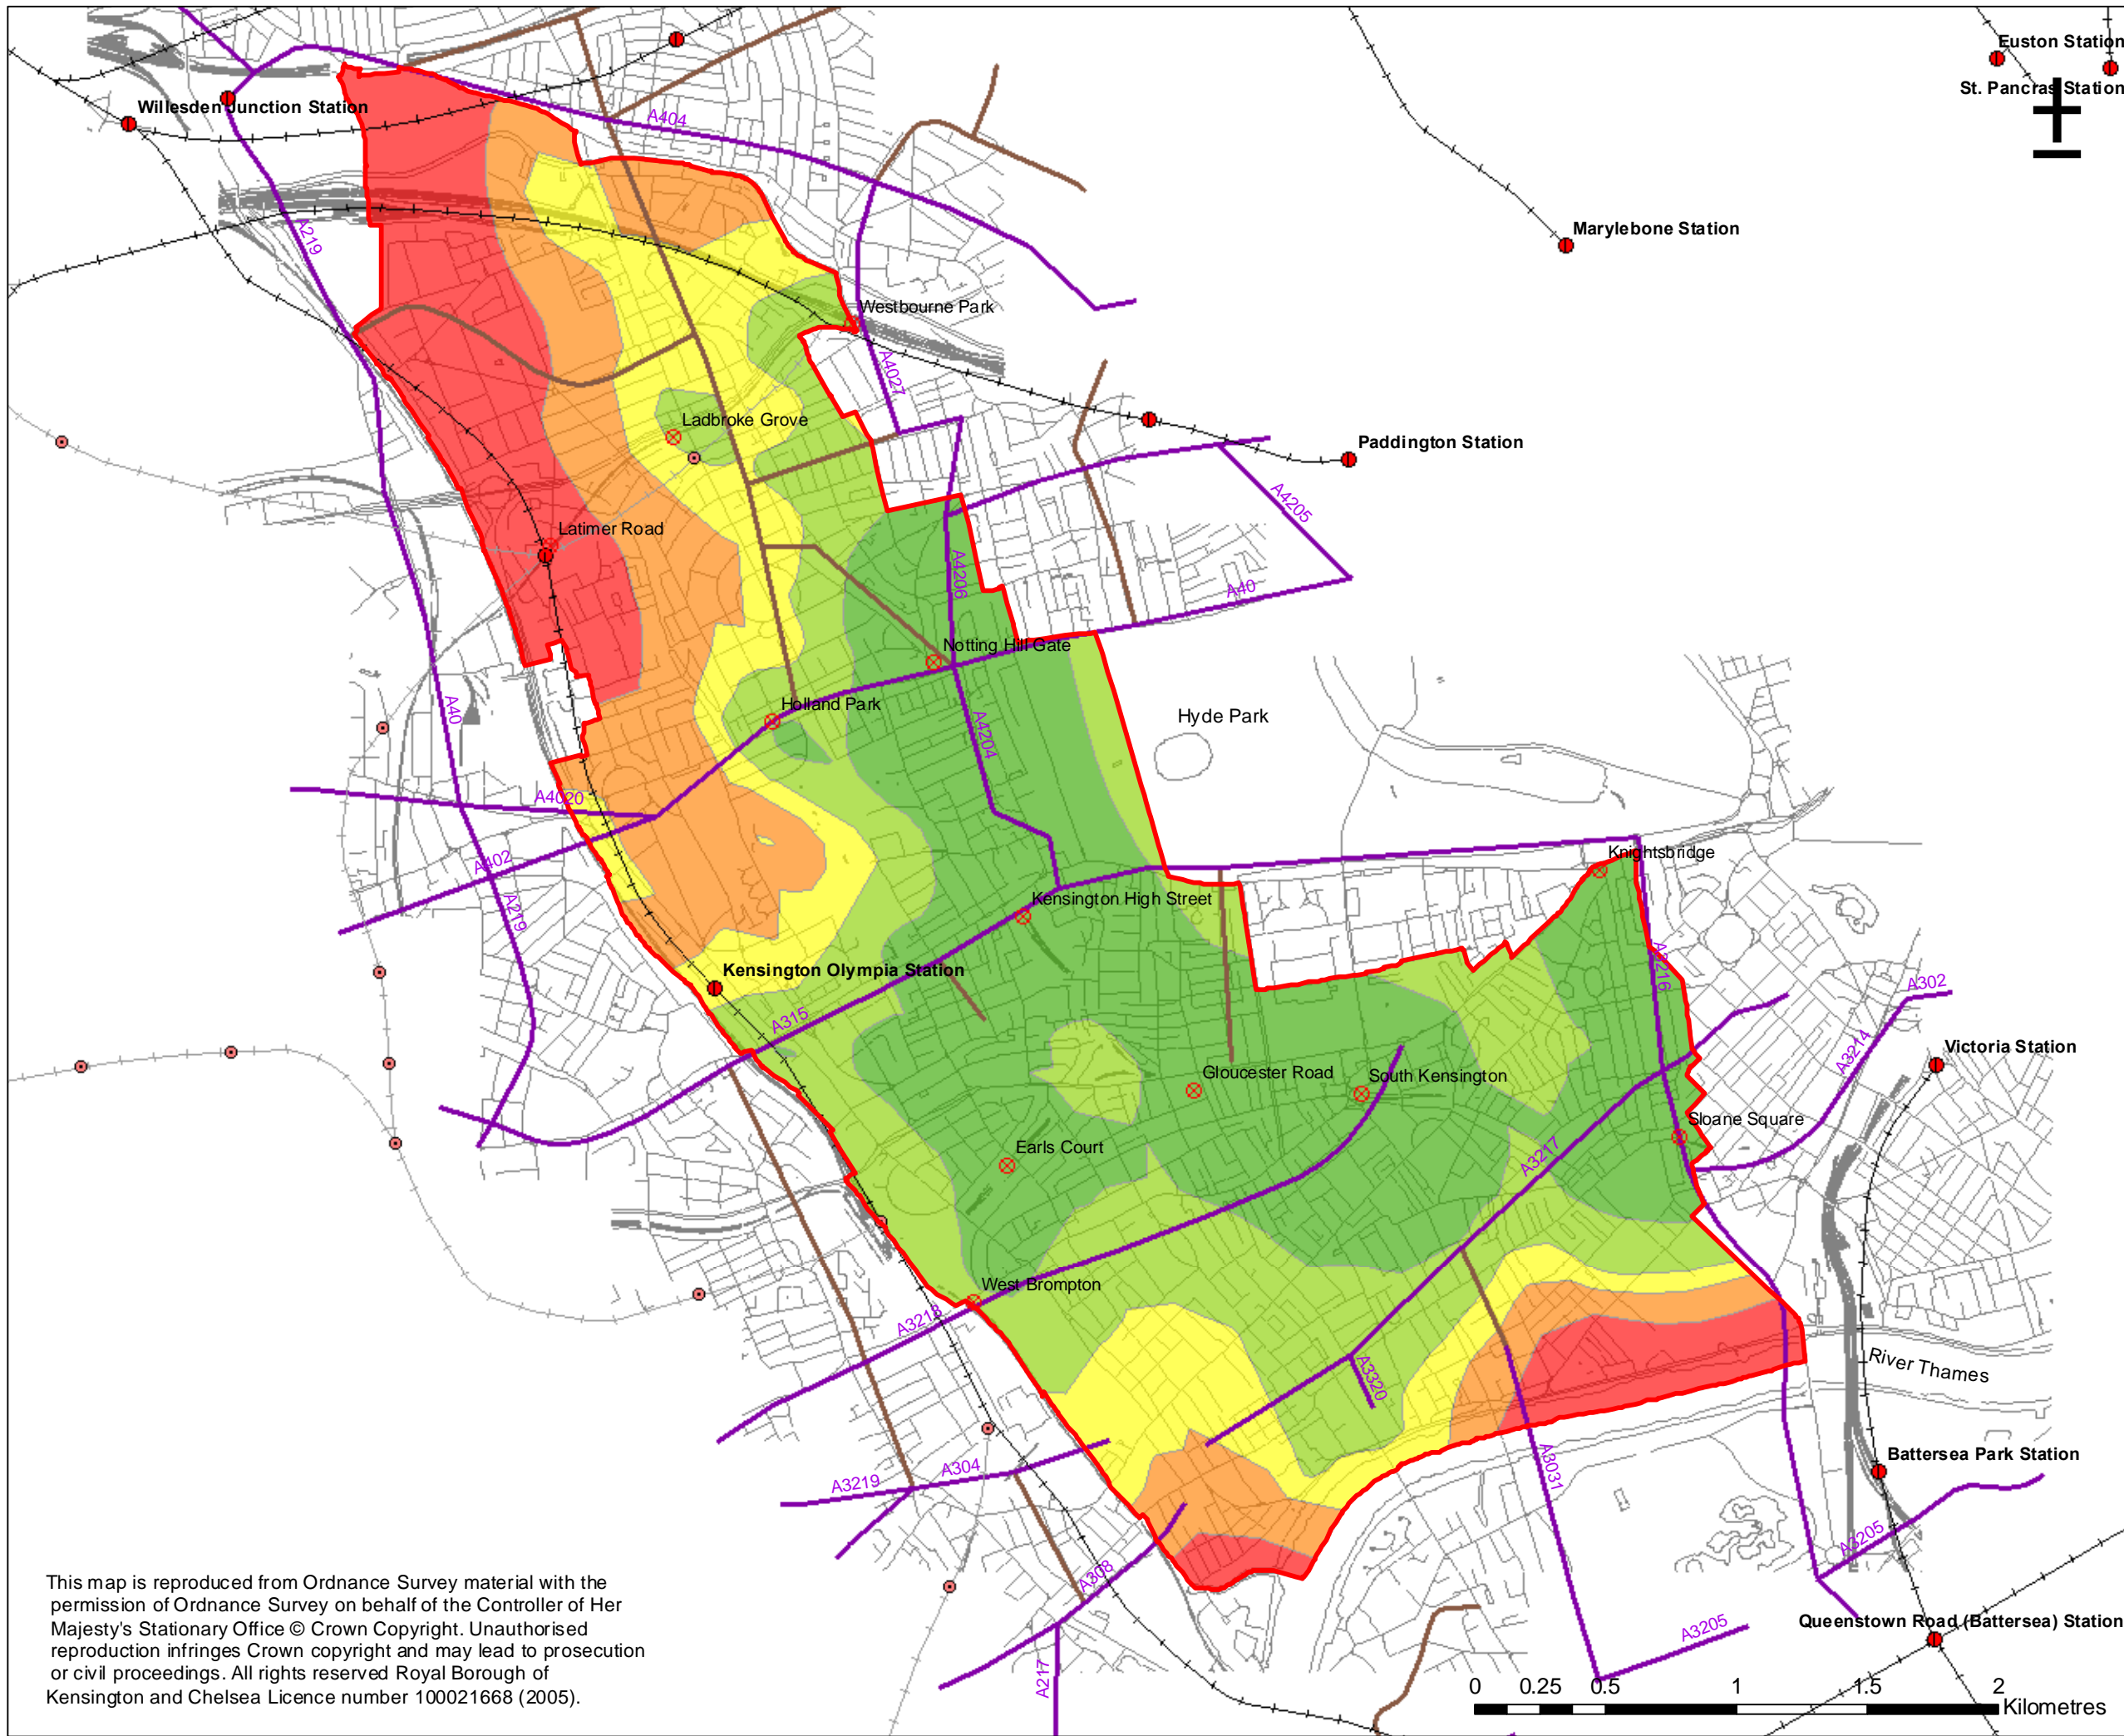 Euston Station
St. Pancras Station
Willesden Junction Station
A404
A219
Marylebone Station
Westbourne Park
A4027
Ladbroke Grove
Paddington Station
A4205
Latimer Road
A4206
A40
Notting Hill Gate
Holland Park
A40
A4204
Hyde Park
A4020
A402
A219
Knightsbridge
Kensington High Street
Kensington Olympia Station
A3216
A302
A315
A3214
Victoria Station
Gloucester Road
South Kensington
Sloane Square
Earls Court
A3217
West Brompton
A3218
A3320
River Thames
A304
A3219
A3031
Battersea Park Station
A3205
A308
A217
Queenstown Road (Battersea) Station
A3205
0 0.25 0.5 1 1.5 2
Kilometres
This map is reproduced from Ordnance Survey material with the
permission of Ordnance Survey on behalf of the Controller of Her
Majesty's Stationary Office © Crown Copyright. Unauthorised
reproduction infringes Crown copyright and may lead to prosecution
or civil proceedings. All rights reserved Royal Borough of
Kensington and Chelsea Licence number 100021668 (2005).